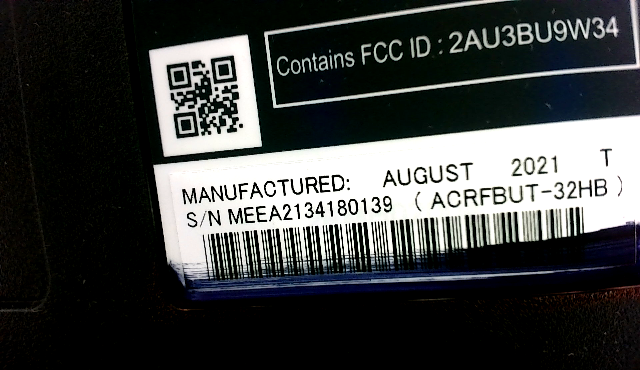 Contains FCC ID : 2AU3BU9W34
MANUFACTURED: AUGUST 2021 T
S/N MEEA2134180139 ( ACRFBUT-32HB )